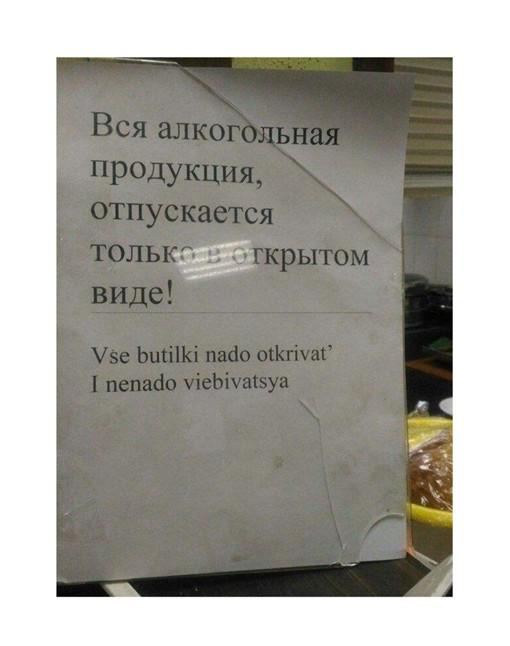 Вся алкогольная
продукция,
отпускается
только в открытом
виде!
Vse butilki nado otkrivat’
I nenado viebivatsya